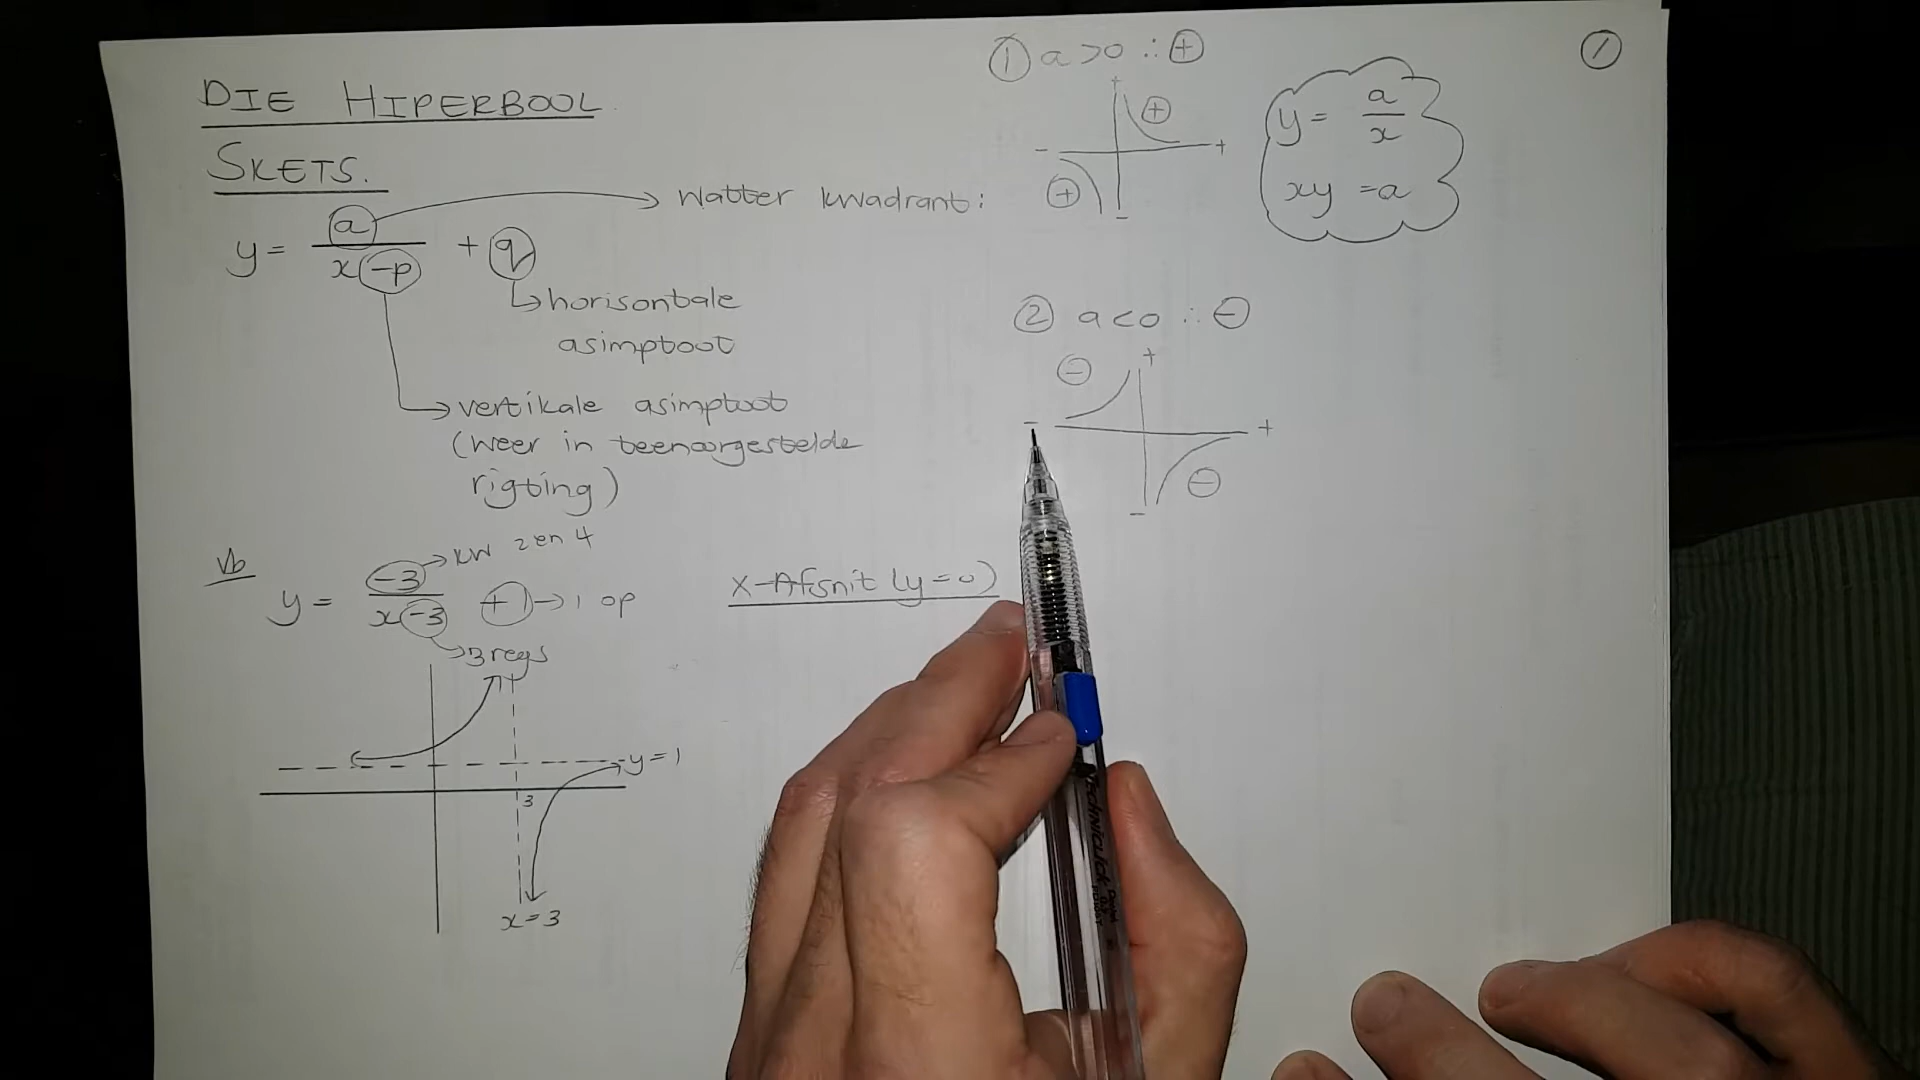 DIE HIPERBOOL
SKETS.
y = a / x -p + q
→ watter kwadrant:
↳ horisontale
asimptoot
→ vertikale asimptoot
(weer in teenoorgestelde
rigting)
① a > 0 ∴ ⊕
+
⊕
- +
⊕
-
② a < 0 ∴ ⊖
⊖ +
- +
⊖
-
y = a / x
xy = a
1
Vb
y = -3 / x -3 +1 → 1 op
→ kw 2 en 4
→ 3 regs
y = 1
3
x = 3
X-Afsnit (y = 0)
Techniclick